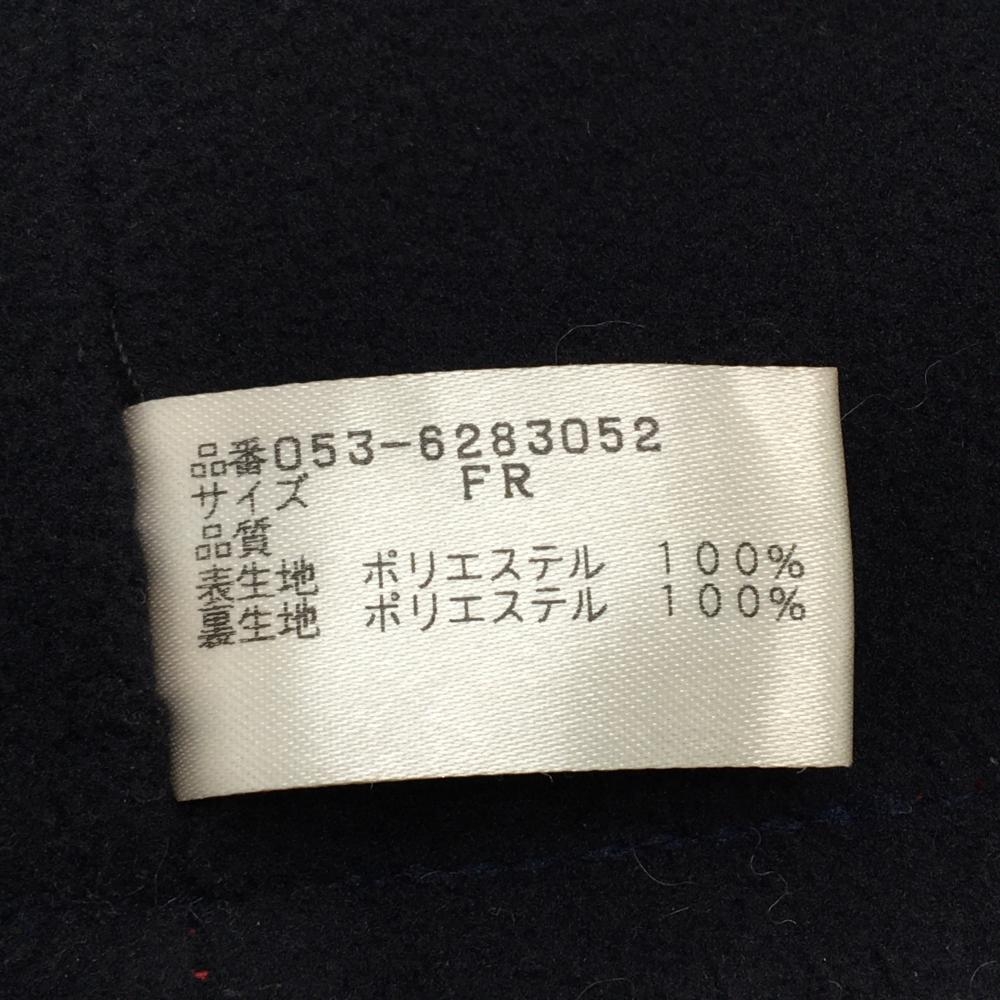 品番053-6283052
サイズ FR
品質
表生地 ポリエステル 100%
裏生地 ポリエステル 100%